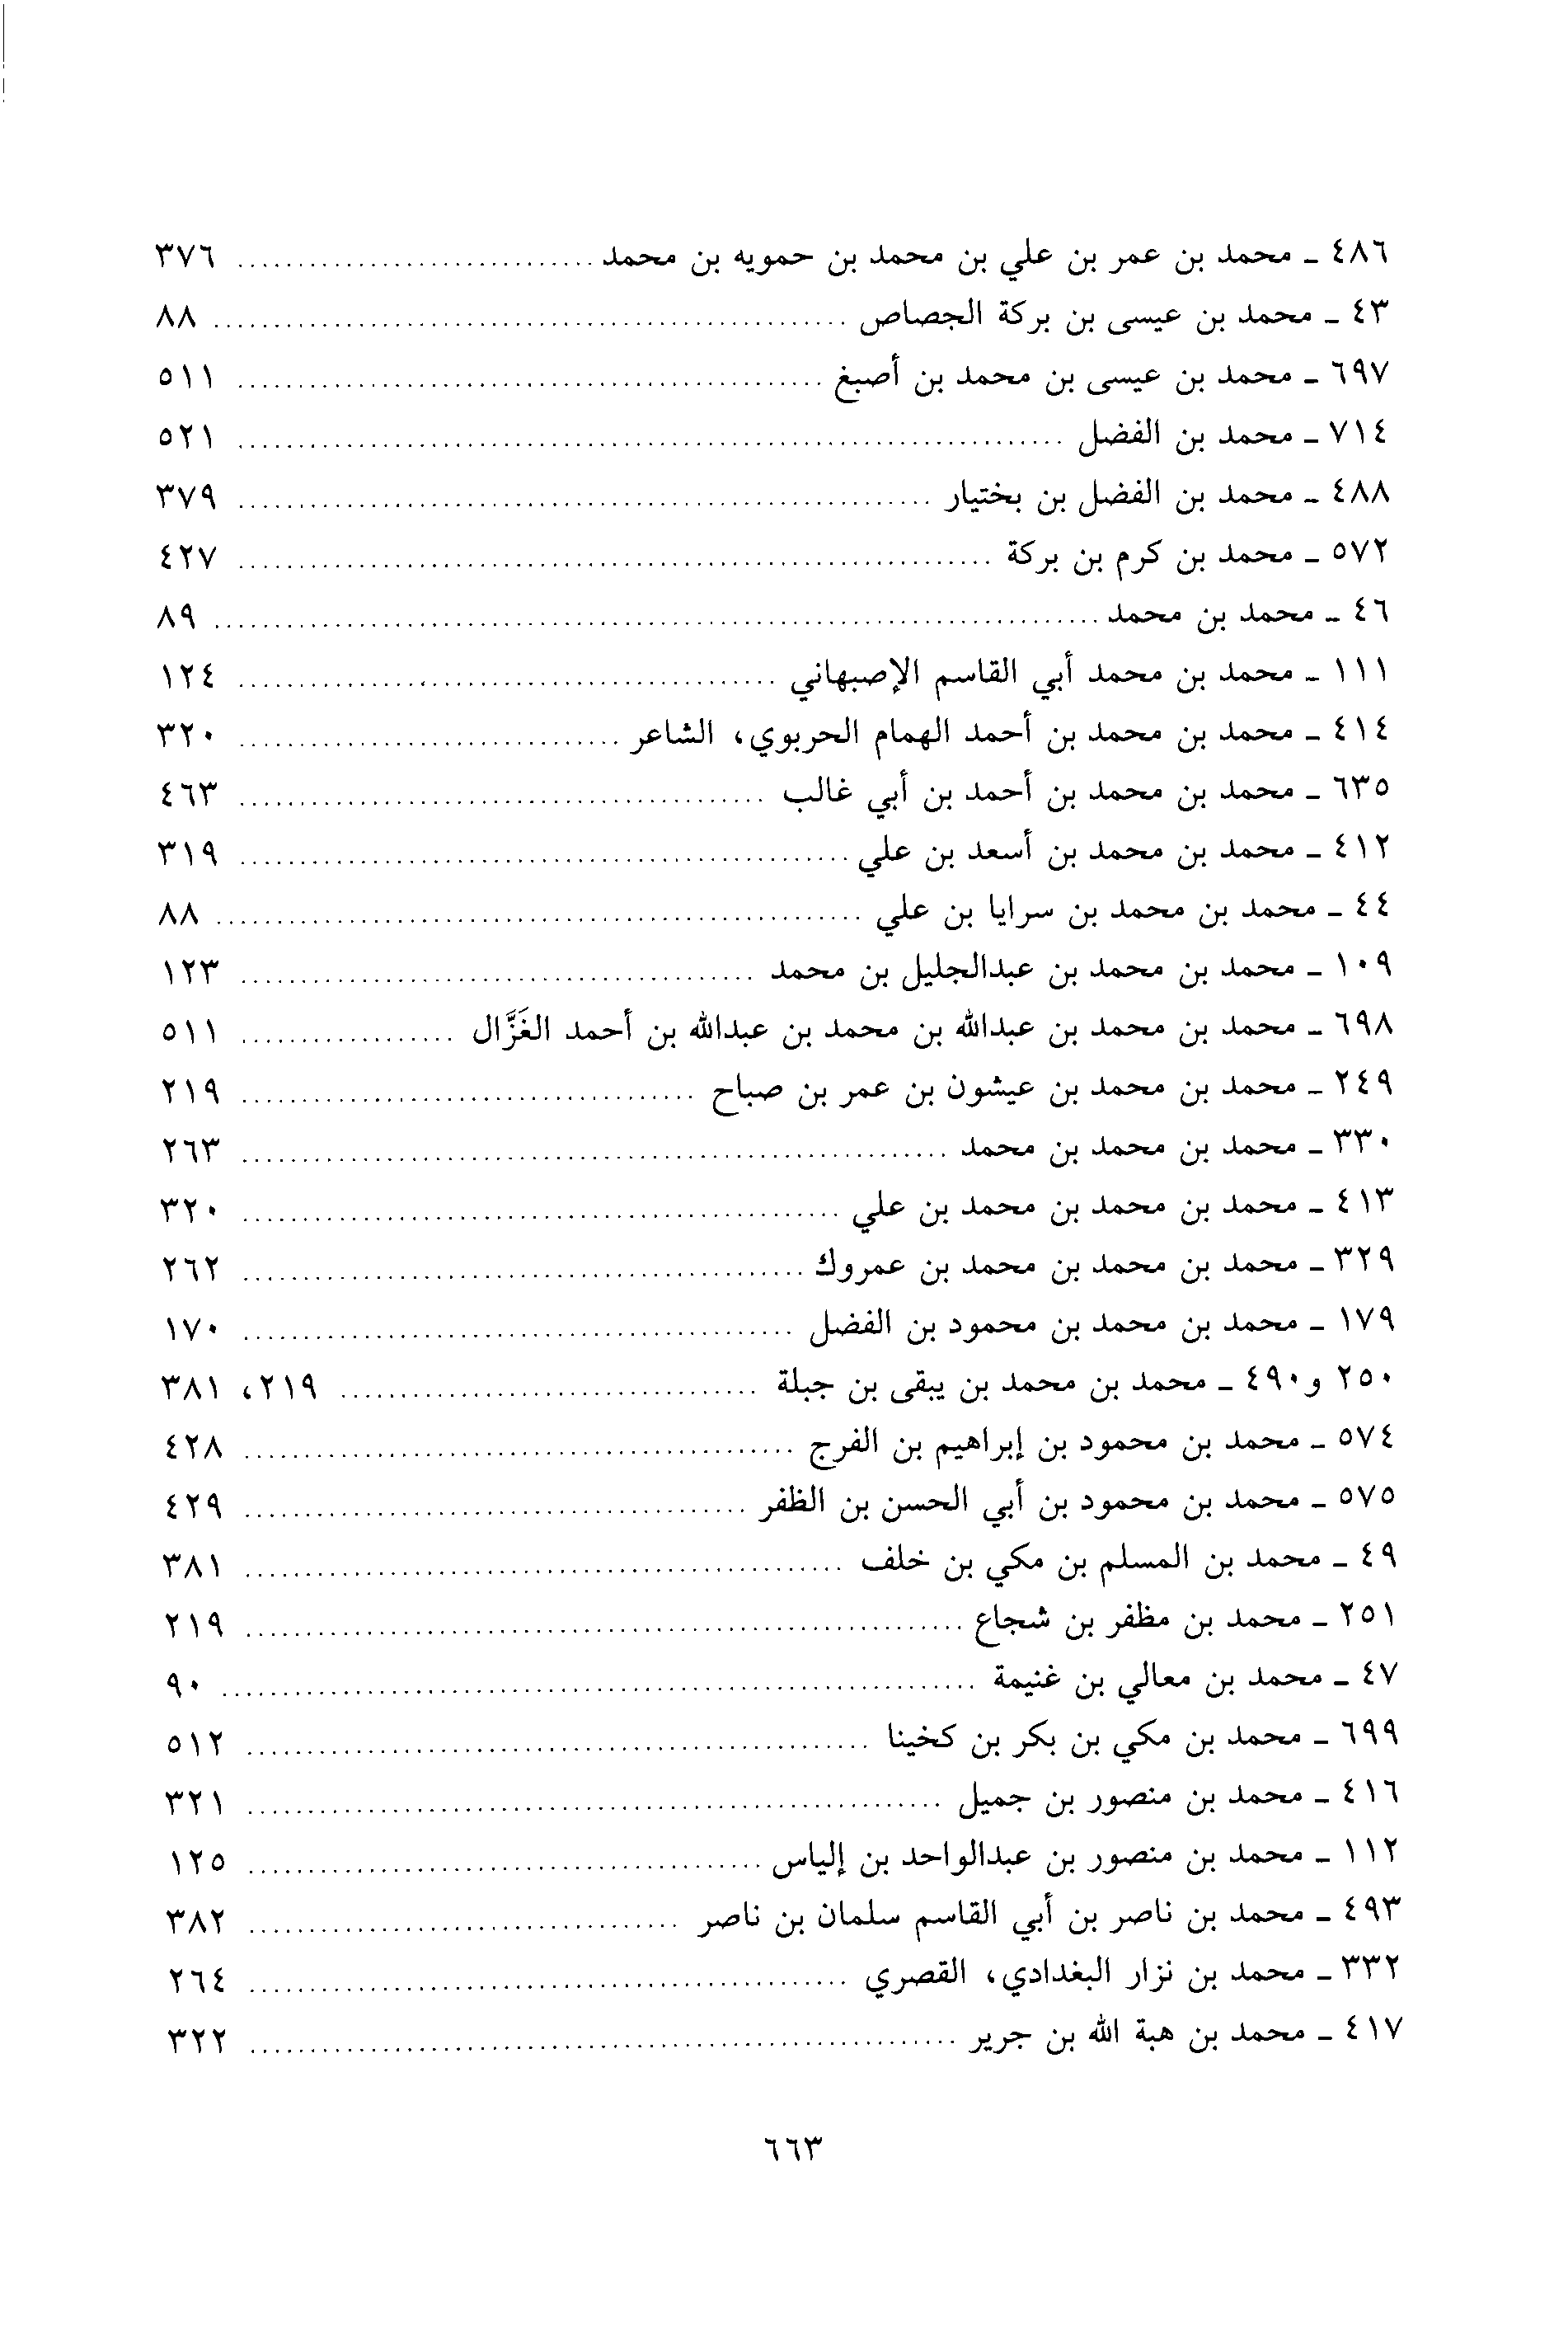 ٤٨٦ ـ محمد بن عمر بن علي بن محمد بن حمويه بن محمد .............................. ٣٧٦
٤٣ ـ محمد بن عيسى بن بركة الجصاص .............................. ٨٨
٦٩٧ ـ محمد بن عيسى بن محمد بن أصبغ .............................. ٥١١
٧١٤ ـ محمد بن الفضل .............................. ٥٢١
٤٨٨ ـ محمد بن الفضل بن بختيار .............................. ٣٧٩
٥٧٢ ـ محمد بن كرم بن بركة .............................. ٤٢٧
٤٦ ـ محمد بن محمد .............................. ٨٩
١١١ ـ محمد بن محمد أبي القاسم الإصبهاني .............................. ١٢٤
٤١٤ ـ محمد بن محمد بن أحمد الهمام الحربوي، الشاعر .............................. ٣٢٠
٦٣٥ ـ محمد بن محمد بن أحمد بن أبي غالب .............................. ٤٦٣
٤١٢ ـ محمد بن محمد بن أسعد بن علي .............................. ٣١٩
٤٤ ـ محمد بن محمد بن سرايا بن علي .............................. ٨٨
١٠٩ ـ محمد بن محمد بن عبدالجليل بن محمد .............................. ١٢٣
٦٩٨ ـ محمد بن محمد بن عبدالله بن محمد بن عبدالله بن أحمد الغَزَّال .................. ٥١١
٢٤٩ ـ محمد بن محمد بن عيشون بن عمر بن صباح .............................. ٢١٩
٣٣٠ ـ محمد بن محمد بن محمد .............................. ٢٦٣
٤١٣ ـ محمد بن محمد بن محمد بن علي .............................. ٣٢٠
٣٢٩ ـ محمد بن محمد بن محمد بن عمروك .............................. ٢٦٢
١٧٩ ـ محمد بن محمد بن محمود بن الفضل .............................. ١٧٠
٢٥٠ و٤٩٠ ـ محمد بن محمد بن يبقى بن جبلة .............................. ٢١٩، ٣٨١
٥٧٤ ـ محمد بن محمود بن إبراهيم بن الفرج .............................. ٤٢٨
٥٧٥ ـ محمد بن محمود بن أبي الحسن بن الظفر .............................. ٤٢٩
٤٩ ـ محمد بن المسلم بن مكي بن خلف .............................. ٣٨١
٢٥١ ـ محمد بن مظفر بن شجاع .............................. ٢١٩
٤٧ ـ محمد بن معالي بن غنيمة .............................. ٩٠
٦٩٩ ـ محمد بن مكي بن بكر بن كخينا .............................. ٥١٢
٤١٦ ـ محمد بن منصور بن جميل .............................. ٣٢١
١١٢ ـ محمد بن منصور بن عبدالواحد بن إلياس .............................. ١٢٥
٤٩٣ ـ محمد بن ناصر بن أبي القاسم سلمان بن ناصر .............................. ٣٨٢
٣٣٢ ـ محمد بن نزار البغدادي، القصري .............................. ٢٦٤
٤١٧ ـ محمد بن هبة الله بن جرير .............................. ٣٢٢
٦٦٣